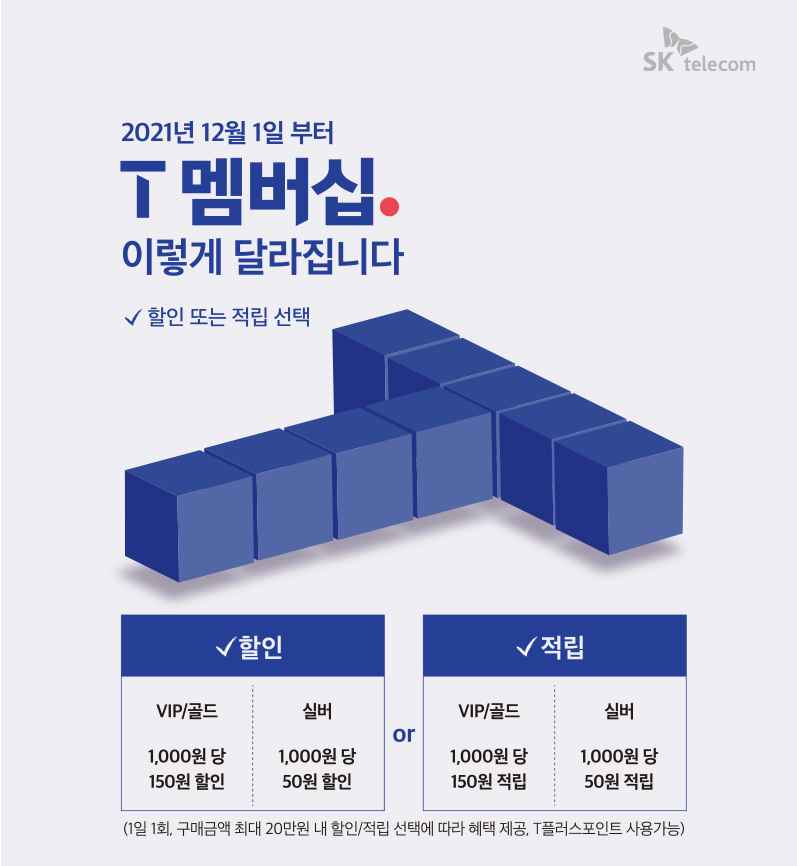 SK telecom
2021년 12월 1일 부터
T 멤버십.
이렇게 달라집니다
✓ 할인 또는 적립 선택
✓할인
VIP/골드 실버
1,000원 당 1,000원 당
150원 할인 50원 할인
or
✓적립
VIP/골드 실버
1,000원 당 1,000원 당
150원 적립 50원 적립
(1일 1회, 구매금액 최대 20만원 내 할인/적립 선택에 따라 혜택 제공, T플러스포인트 사용가능)